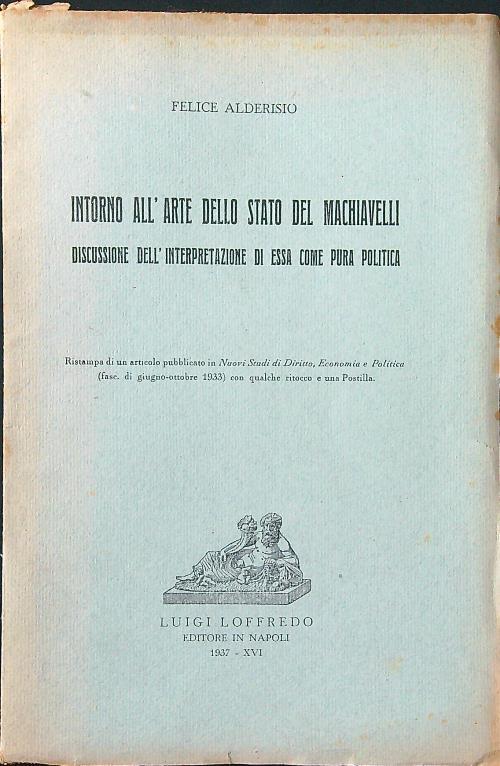 FELICE ALDERISIO
INTORNO ALL' ARTE DELLO STATO DEL MACHIAVELLI
DISCUSSIONE DELL' INTERPRETAZIONE DI ESSA COME PURA POLITICA
Ristampa di un articolo pubblicato in Nuovi Studi di Diritto, Economia e Politica
(fasc. di giugno-ottobre 1933) con qualche ritocco e una Postilla.
LUIGI LOFFREDO
EDITORE IN NAPOLI
1937 - XVI